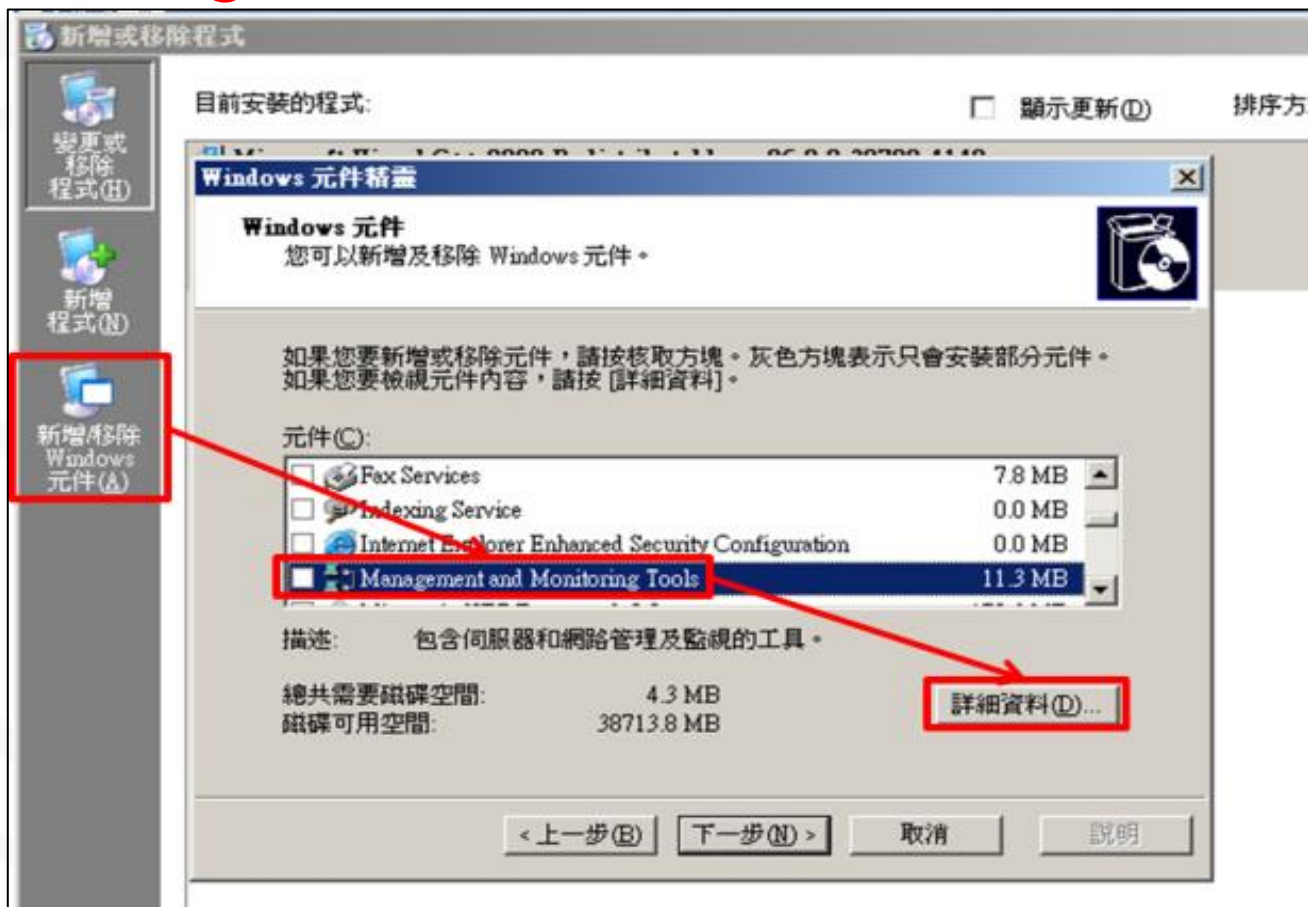 新增或移除程式
變更或
移除
程式(H)
新增
程式(N)
新增/移除
Windows
元件(A)
目前安裝的程式:
顯示更新(D)
排序方
Windows 元件精靈
Windows 元件
您可以新增及移除 Windows 元件。
如果您要新增或移除元件，請按核取方塊。灰色方塊表示只會安裝部分元件。
如果您要檢視元件內容，請按 [詳細資料]。
元件(C):
Fax Services 7.8 MB
Indexing Service 0.0 MB
Internet Explorer Enhanced Security Configuration 0.0 MB
Management and Monitoring Tools 11.3 MB
描述: 包含伺服器和網路管理及監視的工具。
總共需要磁碟空間: 4.3 MB
磁碟可用空間: 38713.8 MB
詳細資料(D)...
< 上一步(B)
下一步(N) >
取消
說明